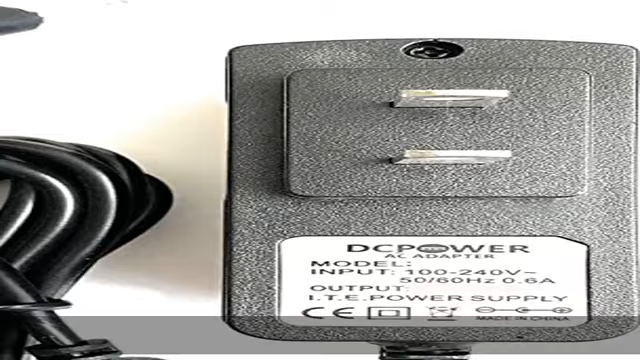 DCPOWER
AC ADAPTER
MODEL:
INPUT: 100-240V~
50/60Hz 0.6A
OUTPUT:
I.T.E.POWER SUPPLY
CE
MADE IN CHINA